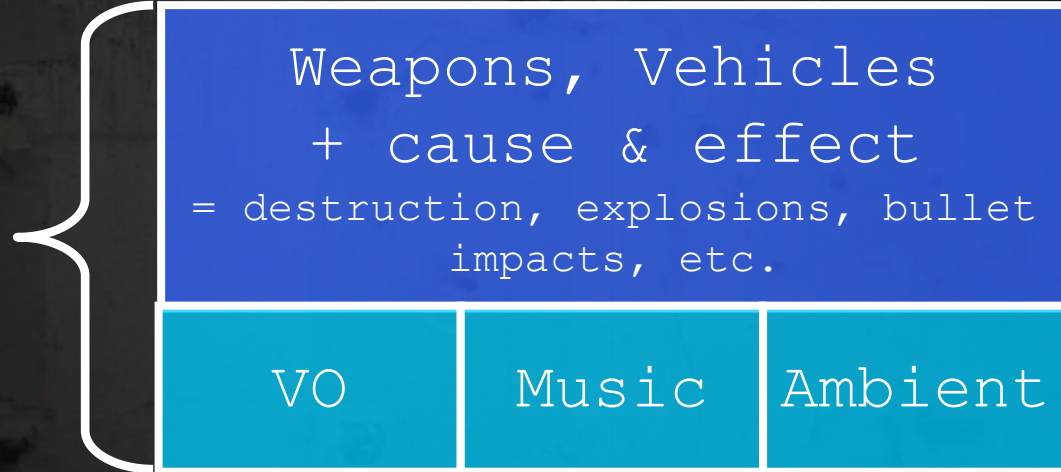 Weapons, Vehicles
+ cause & effect
= destruction, explosions, bullet
impacts, etc.
VO
Music
Ambient